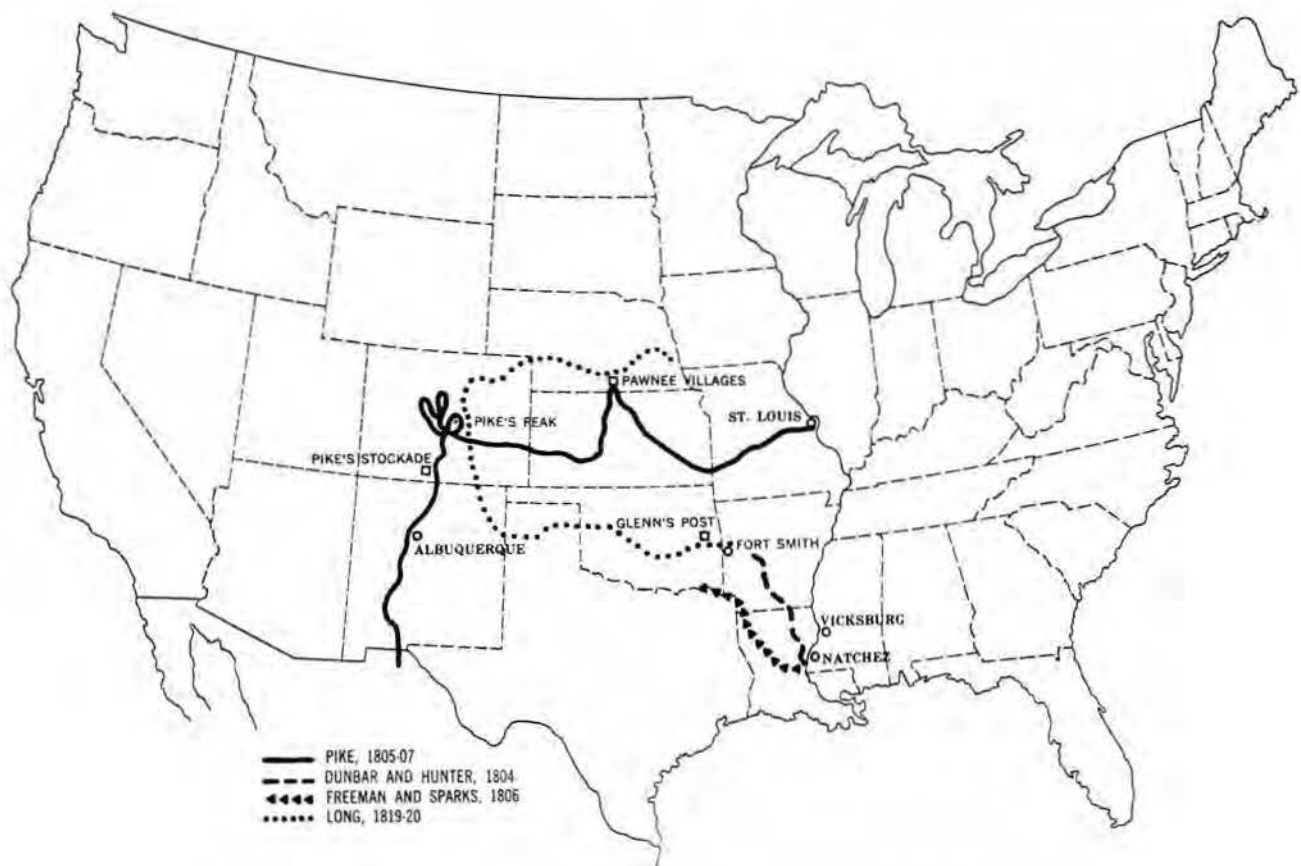 PAWNEE VILLAGES
ST. LOUIS
PIKE'S PEAK
PIKE'S STOCKADE
GLENN'S POST
FORT SMITH
ALBUQUERQUE
VICKSBURG
NATCHEZ
PIKE, 1805-07
DUNBAR AND HUNTER, 1804
FREEMAN AND SPARKS, 1806
LONG, 1819-20